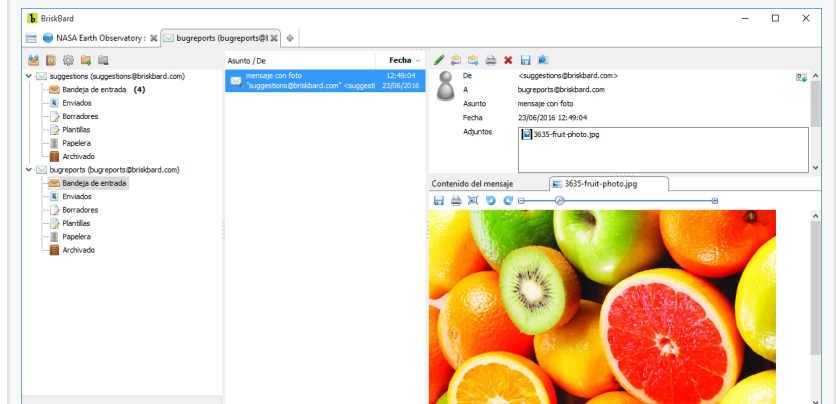 BriskBard
NASA Earth Observatory :
bugreports (bugreports@
suggestions (suggestions@briskbard.com)
Bandeja de entrada (4)
Enviados
Borradores
Plantillas
Papelera
Archivado
bugreports (bugreports@briskbard.com)
Bandeja de entrada
Enviados
Borradores
Plantillas
Papelera
Archivado
Asunto / De Fecha
mensaje con foto 12:49:04
"suggestions@briskbard.com" <suggesti 23/06/2016
De <suggestions@briskbard.com>
A bugreports@briskbard.com
Asunto mensaje con foto
Fecha 23/06/2016 12:49:04
Adjuntos 3635-fruit-photo.jpg
Contenido del mensaje 3635-fruit-photo.jpg